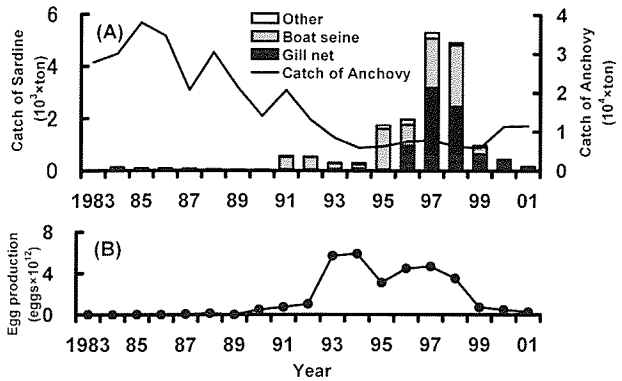 (A)
Other
Boat seine
Gill net
Catch of Anchovy
Catch of Sardine
(10³×ton)
6
4
2
0
4
3
2
1
0
Catch of Anchovy
(10⁴×ton)
1983 85 87 89 91 93 95 97 99 01
(B)
Egg production
(eggs×10¹²)
8
4
0
1983 85 87 89 91 93 95 97 99 01
Year